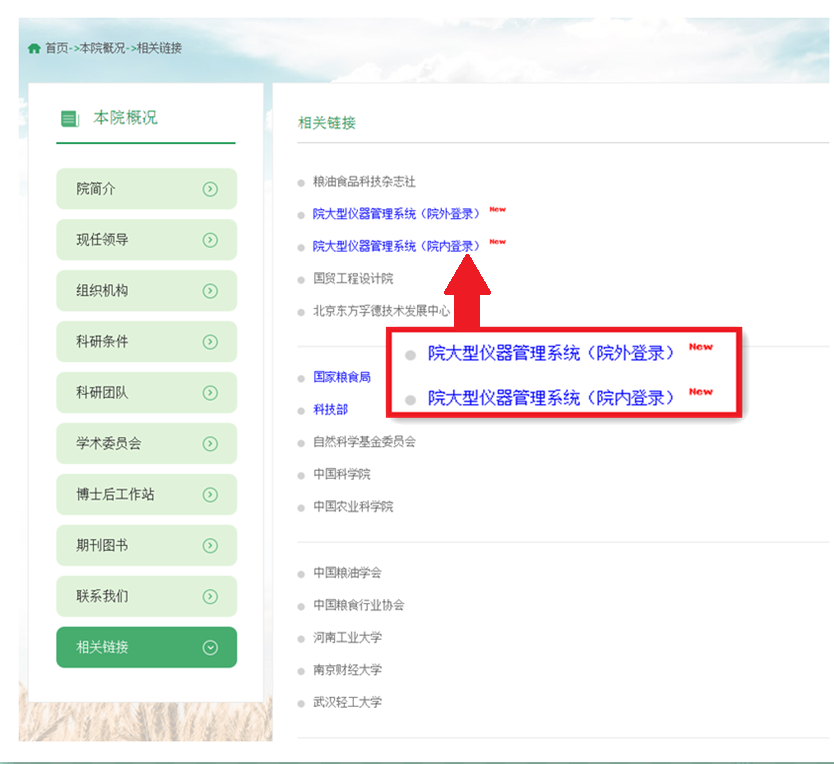 首页->本院概况->相关链接
本院概况
院简介
现任领导
组织机构
科研条件
科研团队
学术委员会
博士后工作站
期刊图书
联系我们
相关链接
相关链接
粮油食品科技杂志社
院大型仪器管理系统（院外登录） New
院大型仪器管理系统（院内登录） New
国贸工程设计院
北京东方孚德技术发展中心
院大型仪器管理系统（院外登录） New
院大型仪器管理系统（院内登录） New
国家粮食局
科技部
自然科学基金委员会
中国科学院
中国农业科学院
中国粮油学会
中国粮食行业协会
河南工业大学
南京财经大学
武汉轻工大学